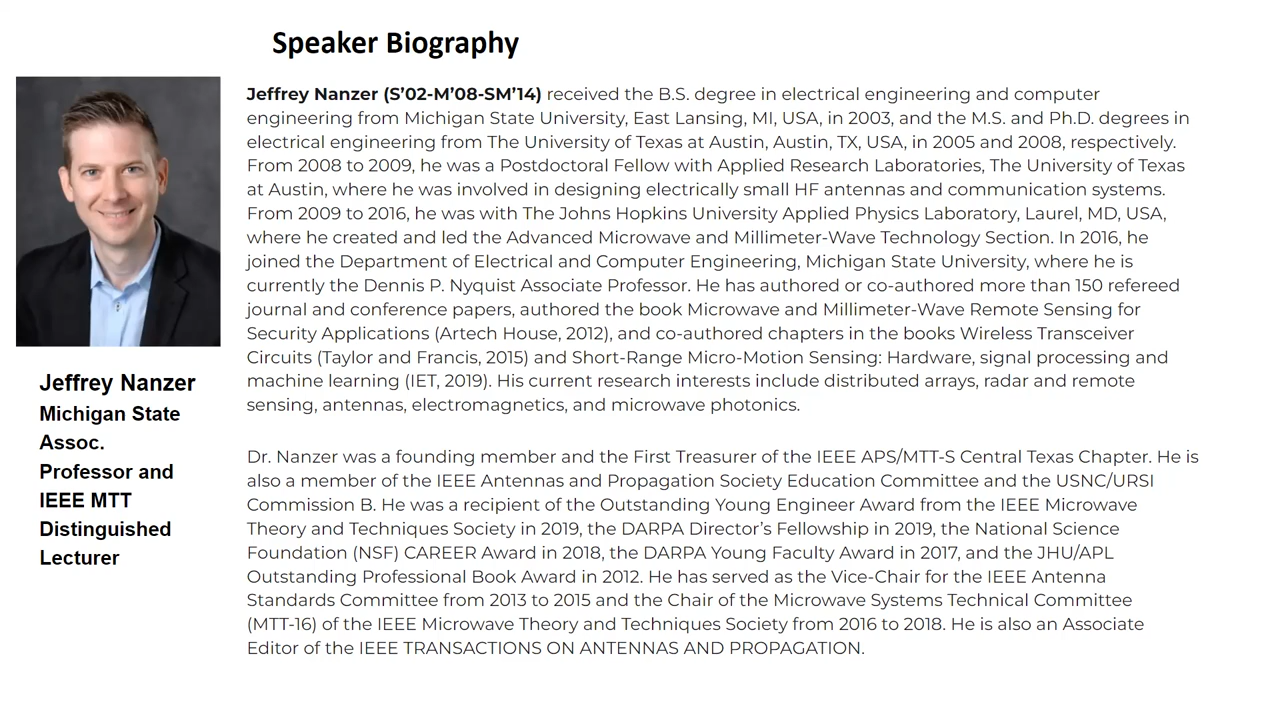 Speaker Biography
Jeffrey Nanzer (S’02-M’08-SM’14) received the B.S. degree in electrical engineering and computer
engineering from Michigan State University, East Lansing, MI, USA, in 2003, and the M.S. and Ph.D. degrees in
electrical engineering from The University of Texas at Austin, Austin, TX, USA, in 2005 and 2008, respectively.
From 2008 to 2009, he was a Postdoctoral Fellow with Applied Research Laboratories, The University of Texas
at Austin, where he was involved in designing electrically small HF antennas and communication systems.
From 2009 to 2016, he was with The Johns Hopkins University Applied Physics Laboratory, Laurel, MD, USA,
where he created and led the Advanced Microwave and Millimeter-Wave Technology Section. In 2016, he
joined the Department of Electrical and Computer Engineering, Michigan State University, where he is
currently the Dennis P. Nyquist Associate Professor. He has authored or co-authored more than 150 refereed
journal and conference papers, authored the book Microwave and Millimeter-Wave Remote Sensing for
Security Applications (Artech House, 2012), and co-authored chapters in the books Wireless Transceiver
Circuits (Taylor and Francis, 2015) and Short-Range Micro-Motion Sensing: Hardware, signal processing and
machine learning (IET, 2019). His current research interests include distributed arrays, radar and remote
sensing, antennas, electromagnetics, and microwave photonics.
Dr. Nanzer was a founding member and the First Treasurer of the IEEE APS/MTT-S Central Texas Chapter. He is
also a member of the IEEE Antennas and Propagation Society Education Committee and the USNC/URSI
Commission B. He was a recipient of the Outstanding Young Engineer Award from the IEEE Microwave
Theory and Techniques Society in 2019, the DARPA Director’s Fellowship in 2019, the National Science
Foundation (NSF) CAREER Award in 2018, the DARPA Young Faculty Award in 2017, and the JHU/APL
Outstanding Professional Book Award in 2012. He has served as the Vice-Chair for the IEEE Antenna
Standards Committee from 2013 to 2015 and the Chair of the Microwave Systems Technical Committee
(MTT-16) of the IEEE Microwave Theory and Techniques Society from 2016 to 2018. He is also an Associate
Editor of the IEEE TRANSACTIONS ON ANTENNAS AND PROPAGATION.
Jeffrey Nanzer
Michigan State
Assoc.
Professor and
IEEE MTT
Distinguished
Lecturer